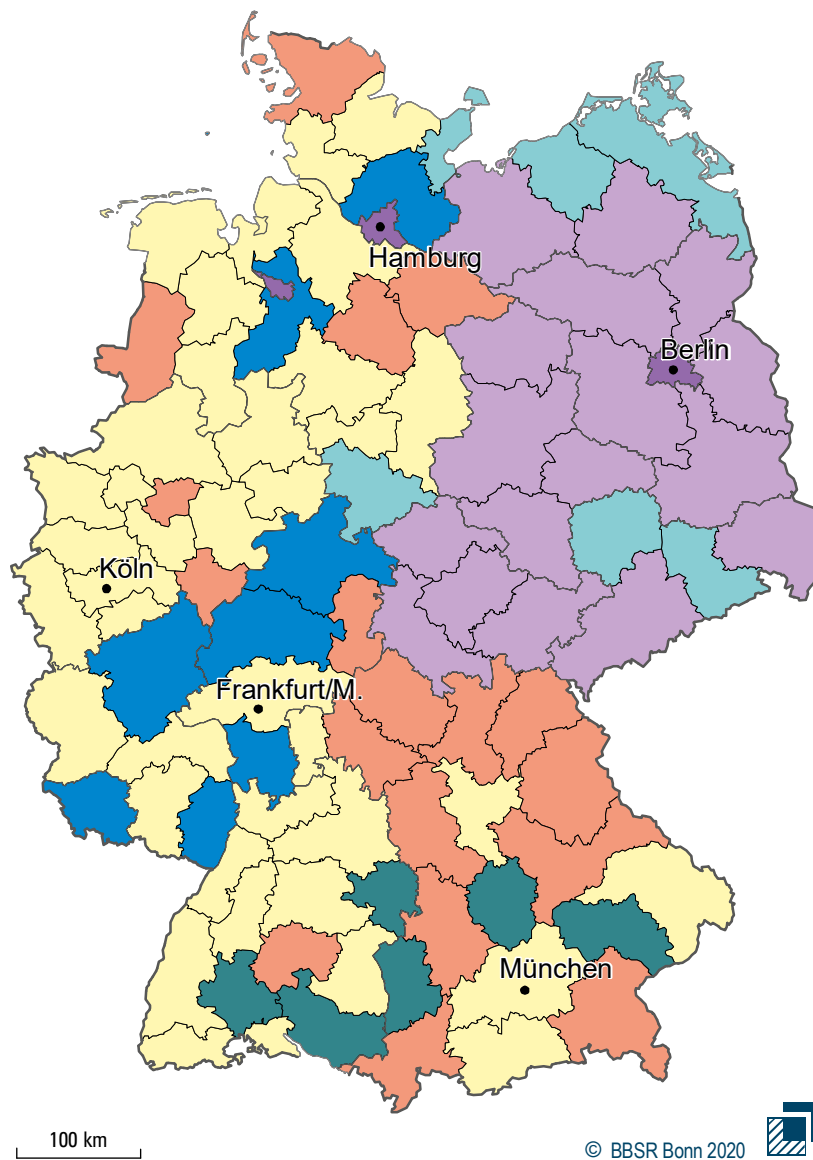 Hamburg
Berlin
Köln
Frankfurt/M.
München
100 km
© BBSR Bonn 2020